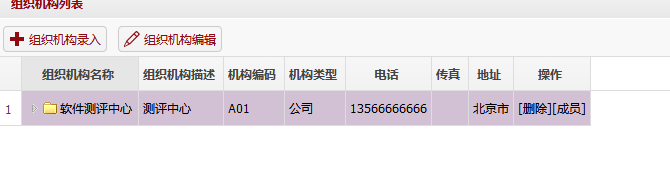 组织机构列表
组织机构录入 组织机构编辑
组织机构名称 组织机构描述 机构编码 机构类型 电话 传真 地址 操作
1 软件测评中心 测评中心 A01 公司 13566666666 北京市 [删除][成员]